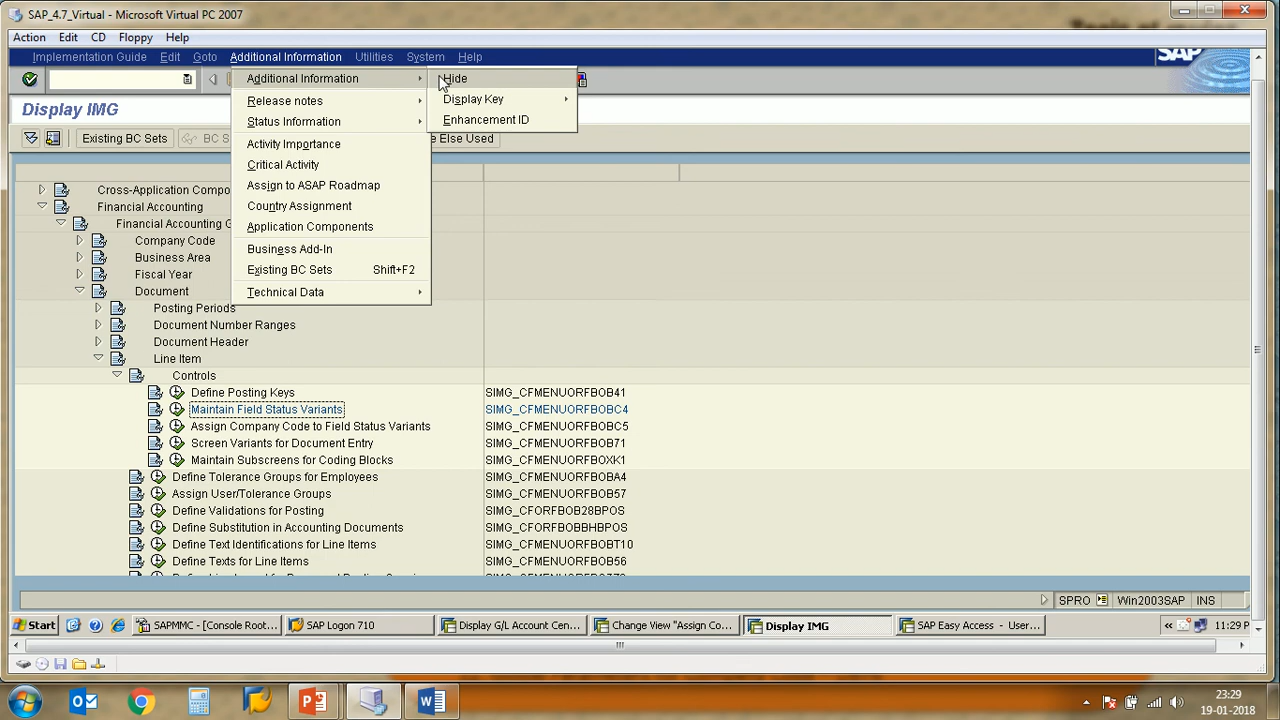 SAP_4.7_Virtual - Microsoft Virtual PC 2007
Action Edit CD Floppy Help
Implementation Guide Edit Goto Additional Information Utilities System Help
SAP
Additional Information
Release notes
Status Information
Activity Importance
Critical Activity
Assign to ASAP Roadmap
Country Assignment
Application Components
Business Add-In
Existing BC Sets Shift+F2
Technical Data
Hide
Display Key
Enhancement ID
Display IMG
Existing BC Sets BC S e Else Used
Cross-Application Compo
Financial Accounting
Financial Accounting G
Company Code
Business Area
Fiscal Year
Document
Posting Periods
Document Number Ranges
Document Header
Line Item
Controls
Define Posting Keys SIMG_CFMENUORFBOB41
Maintain Field Status Variants SIMG_CFMENUORFBOBC4
Assign Company Code to Field Status Variants SIMG_CFMENUORFBOBC5
Screen Variants for Document Entry SIMG_CFMENUORFBOB71
Maintain Subscreens for Coding Blocks SIMG_CFMENUORFBOXK1
Define Tolerance Groups for Employees SIMG_CFMENUORFBOBA4
Assign User/Tolerance Groups SIMG_CFMENUORFBOB57
Define Validations for Posting SIMG_CFORFBOB28BPOS
Define Substitution in Accounting Documents SIMG_CFORFBOBBHBPOS
Define Text Identifications for Line Items SIMG_CFMENUORFBOBT10
Define Texts for Line Items SIMG_CFMENUORFBOB56
SPRO Win2003SAP INS
Start SAPMMC - [Console Root... SAP Logon 710 Display G/L Account Cen... Change View "Assign Co... Display IMG SAP Easy Access - User... « 11:29 P
23:29
19-01-2018